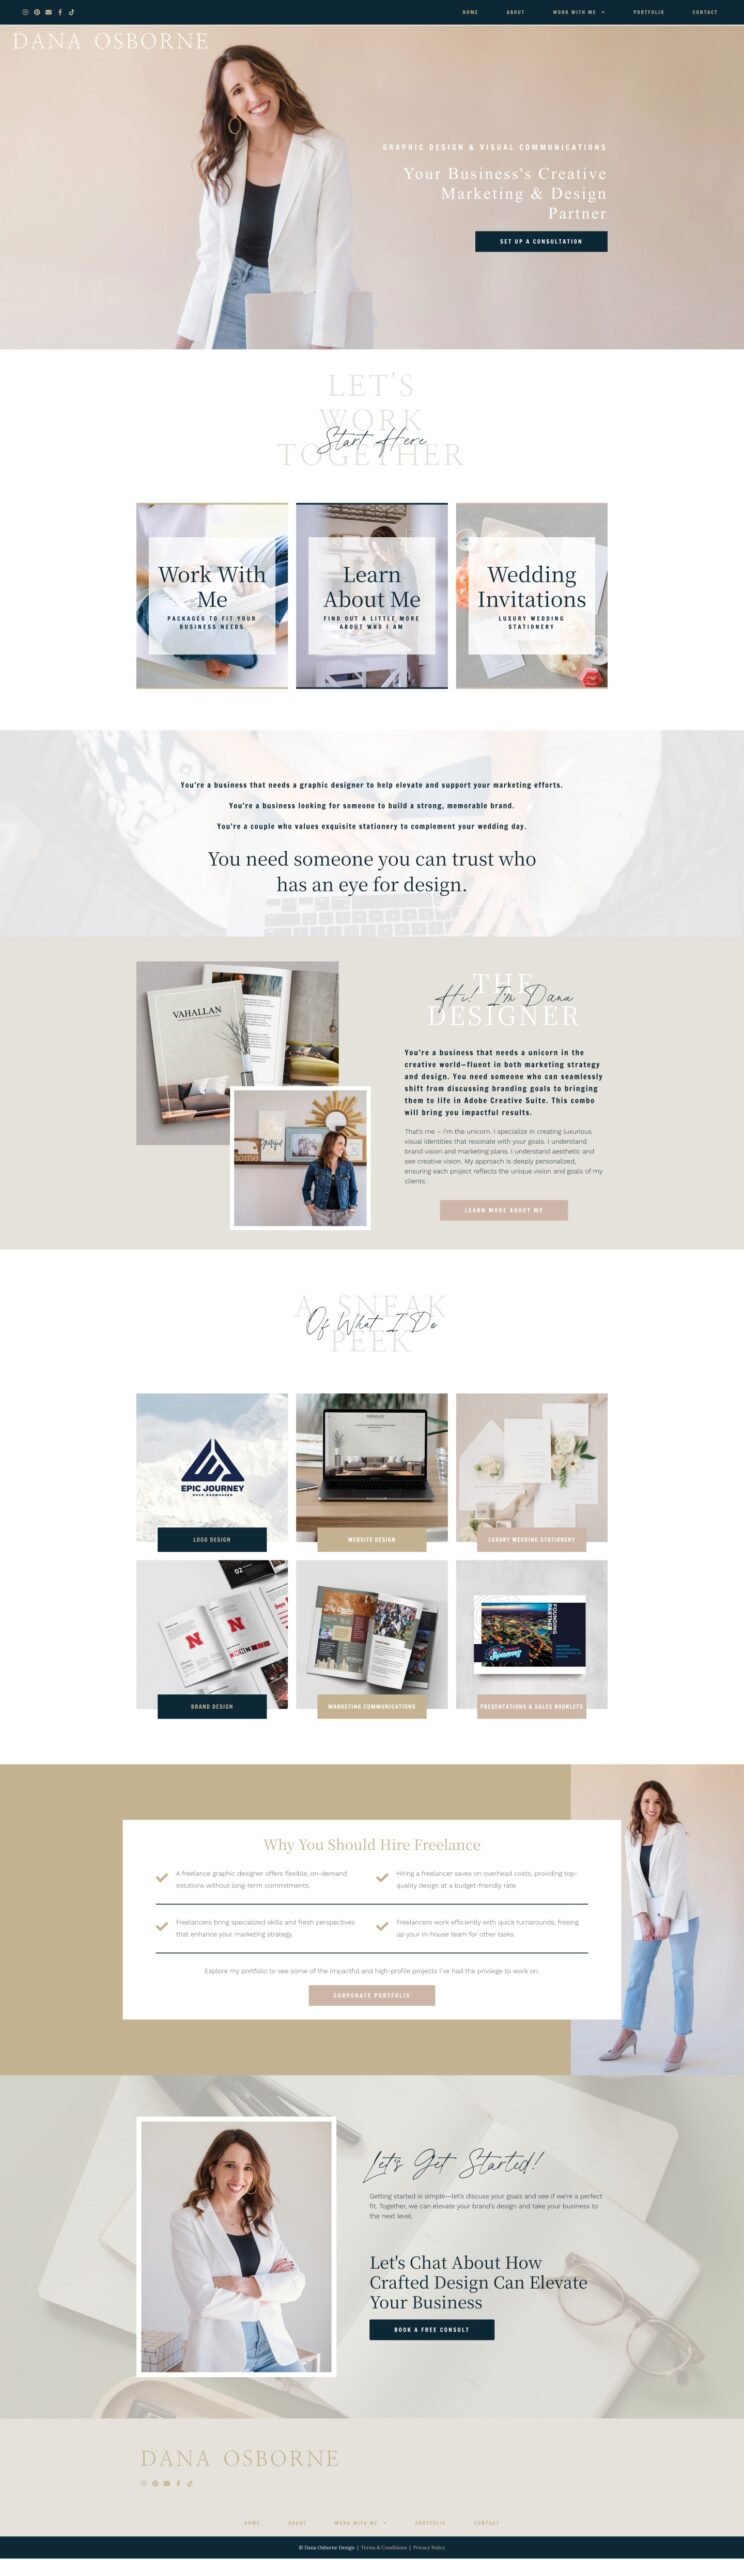 HOME ABOUT WORK WITH ME PORTFOLIO CONTACT
DANA OSBORNE
GRAPHIC DESIGN & VISUAL COMMUNICATIONS
Your Business's Creative
Marketing & Design
Partner
SET UP A CONSULTATION
LET'S
WORK
Start Here
TOGETHER
Work With
Me
PACKAGES TO FIT YOUR
BUSINESS NEEDS
Learn
About Me
FIND OUT A LITTLE MORE
ABOUT WHO I AM
Wedding
Invitations
LUXURY WEDDING
STATIONERY
You're a business that needs a graphic designer to help elevate and support your marketing efforts.
You're a business looking for someone to build a strong, memorable brand.
You're a couple who values exquisite stationery to complement your wedding day.
You need someone you can trust who
has an eye for design.
VAHALLAN
Grateful
home
THE
Hi! I'm Dana
DESIGNER
You're a business that needs a unicorn in the
creative world—fluent in both marketing strategy
and design. You need someone who can seamlessly
shift from discussing branding goals to bringing
them to life in Adobe Creative Suite. This combo
will bring you impactful results.
That's me – I'm the unicorn. I specialize in creating luxurious
visual identities that resonate with your goals. I understand
brand vision and marketing plans. I understand aesthetic and
see creative vision. My approach is deeply personalized,
ensuring each project reflects the unique vision and goals of my
clients.
LEARN MORE ABOUT ME
A SNEAK
Of What I Do
PEEK
EPIC JOURNEY
LOGO DESIGN
VAHALLAN
WEBSITE DESIGN
LUXURY WEDDING STATIONERY
02
N
N
BRAND DESIGN
MARKETING COMMUNICATIONS
FOUNDING
PARTNER
Supernovas
PRESENTATIONS & SALES BOOKLETS
Why You Should Hire Freelance
A freelance graphic designer offers flexible, on-demand
solutions without long-term commitments.
Hiring a freelancer saves on overhead costs, providing top-
quality design at a budget-friendly rate.
Freelancers bring specialized skills and fresh perspectives
that enhance your marketing strategy.
Freelancers work efficiently with quick turnarounds, freeing
up your in-house team for other tasks.
Explore my portfolio to see some of the impactful and high-profile projects I've had the privilege to work on.
CORPORATE PORTFOLIO
Let's Get Started!
Getting started is simple—let's discuss your goals and see if we're a perfect
fit. Together, we can elevate your brand's design and take your business to
the next level.
Let's Chat About How
Crafted Design Can Elevate
Your Business
BOOK A FREE CONSULT
DANA OSBORNE
HOME ABOUT WORK WITH ME PORTFOLIO CONTACT
© Dana Osborne Design | Terms & Conditions | Privacy Policy